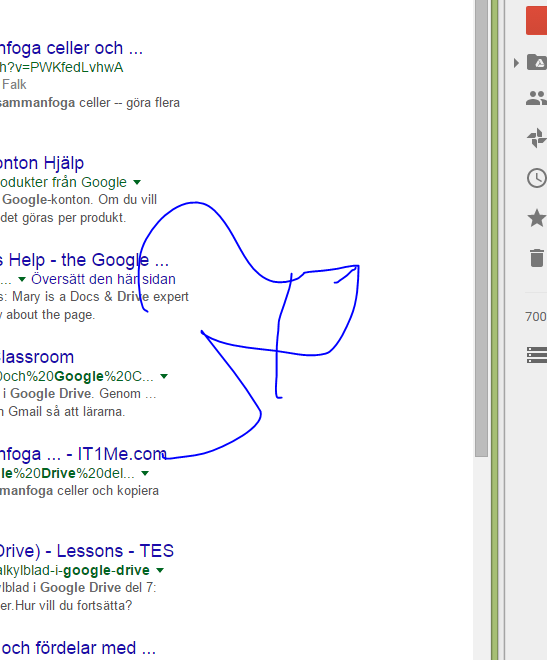 nfoga celler och ...
h?v=PWKfedLvhwA
Falk
sammanfoga celler -- göra flera
onton Hjälp
odukter från Google
Google-konton. Om du vill
det göras per produkt.
s Help - the Google ...
... Översätt den här sidan
s: Mary is a Docs & Drive expert
y about the page.
Classroom
0och%20Google%20C...
i Google Drive. Genom ...
n Gmail så att lärarna.
nfoga ... - IT1Me.com
le%20Drive%20del...
manfoga celler och kopiera
Drive) - Lessons - TES
alkylblad-i-google-drive
ylblad i Google Drive del 7:
er.Hur vill du fortsätta?
och fördelar med ...
700